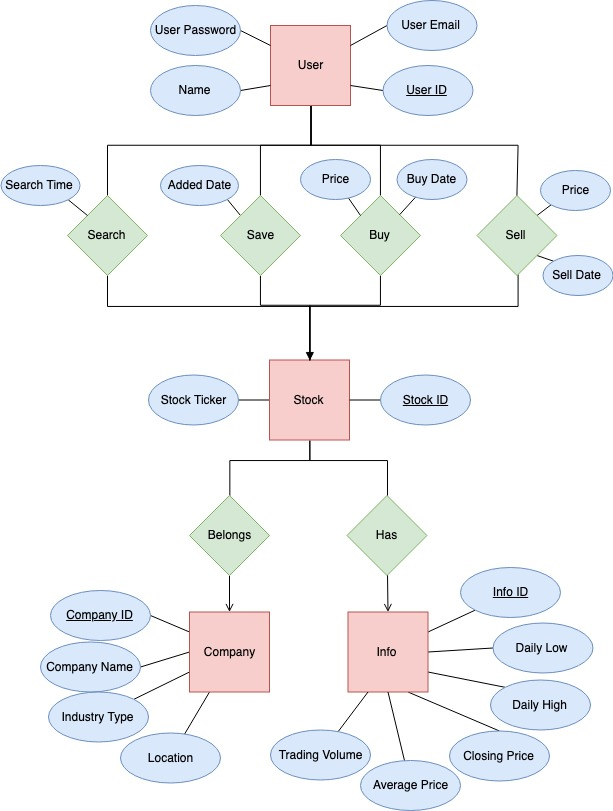 User Password
User Email
User
Name
User ID
Search Time
Added Date
Price
Buy Date
Price
Search
Save
Buy
Sell
Sell Date
Stock Ticker
Stock
Stock ID
Belongs
Has
Info ID
Company ID
Daily Low
Company
Info
Company Name
Daily High
Industry Type
Location
Trading Volume
Closing Price
Average Price